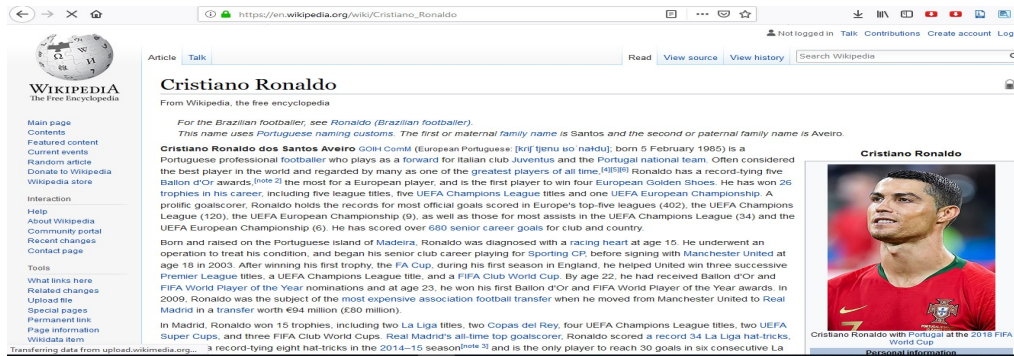 https://en.wikipedia.org/wiki/Cristiano_Ronaldo
Not logged in Talk Contributions Create account Log
Article Talk
Read View source View history
Search Wikipedia
WIKIPEDIA
The Free Encyclopedia
Main page
Contents
Featured content
Current events
Random article
Donate to Wikipedia
Wikipedia store
Interaction
Help
About Wikipedia
Community portal
Recent changes
Contact page
Tools
What links here
Related changes
Upload file
Special pages
Permanent link
Page information
Wikidata item
Transferring data from upload.wikimedia.org...
Cristiano Ronaldo
From Wikipedia, the free encyclopedia
For the Brazilian footballer, see Ronaldo (Brazilian footballer).
This name uses Portuguese naming customs. The first or maternal family name is Santos and the second or paternal family name is Aveiro.
Cristiano Ronaldo dos Santos Aveiro GOIH ComM (European Portuguese: born 5 February 1985) is a
Portuguese professional footballer who plays as a forward for Italian club Juventus and the Portugal national team. Often considered
the best player in the world and regarded by many as one of the greatest players of all time,[4][5][6] Ronaldo has a record-tying five
Ballon d'Or awards,[note 2] the most for a European player, and is the first player to win four European Golden Shoes. He has won 26
trophies in his career, including five league titles, five UEFA Champions League titles and one UEFA European Championship. A
prolific goalscorer, Ronaldo holds the records for most official goals scored in Europe's top-five leagues (402), the UEFA Champions
League (120), the UEFA European Championship (9), as well as those for most assists in the UEFA Champions League (34) and the
UEFA European Championship (6). He has scored over 680 senior career goals for club and country.
Born and raised on the Portuguese island of Madeira, Ronaldo was diagnosed with a racing heart at age 15. He underwent an
operation to treat his condition, and began his senior club career playing for Sporting CP, before signing with Manchester United at
age 18 in 2003. After winning his first trophy, the FA Cup, during his first season in England, he helped United win three successive
Premier League titles, a UEFA Champions League title, and a FIFA Club World Cup. By age 22, he had received Ballon d'Or and
FIFA World Player of the Year nominations and at age 23, he won his first Ballon d'Or and FIFA World Player of the Year awards. In
2009, Ronaldo was the subject of the most expensive association football transfer when he moved from Manchester United to Real
Madrid in a transfer worth €94 million (£80 million).
In Madrid, Ronaldo won 15 trophies, including two La Liga titles, two Copas del Rey, four UEFA Champions League titles, two UEFA
Super Cups, and three FIFA Club World Cups. Real Madrid's all-time top goalscorer, Ronaldo scored a record 34 La Liga hat-tricks,
a record-tying eight hat-tricks in the 2014–15 season[note 3] and is the only player to reach 30 goals in six consecutive La
Cristiano Ronaldo
Cristiano Ronaldo with Portugal at the 2018 FIFA
World Cup
Personal information